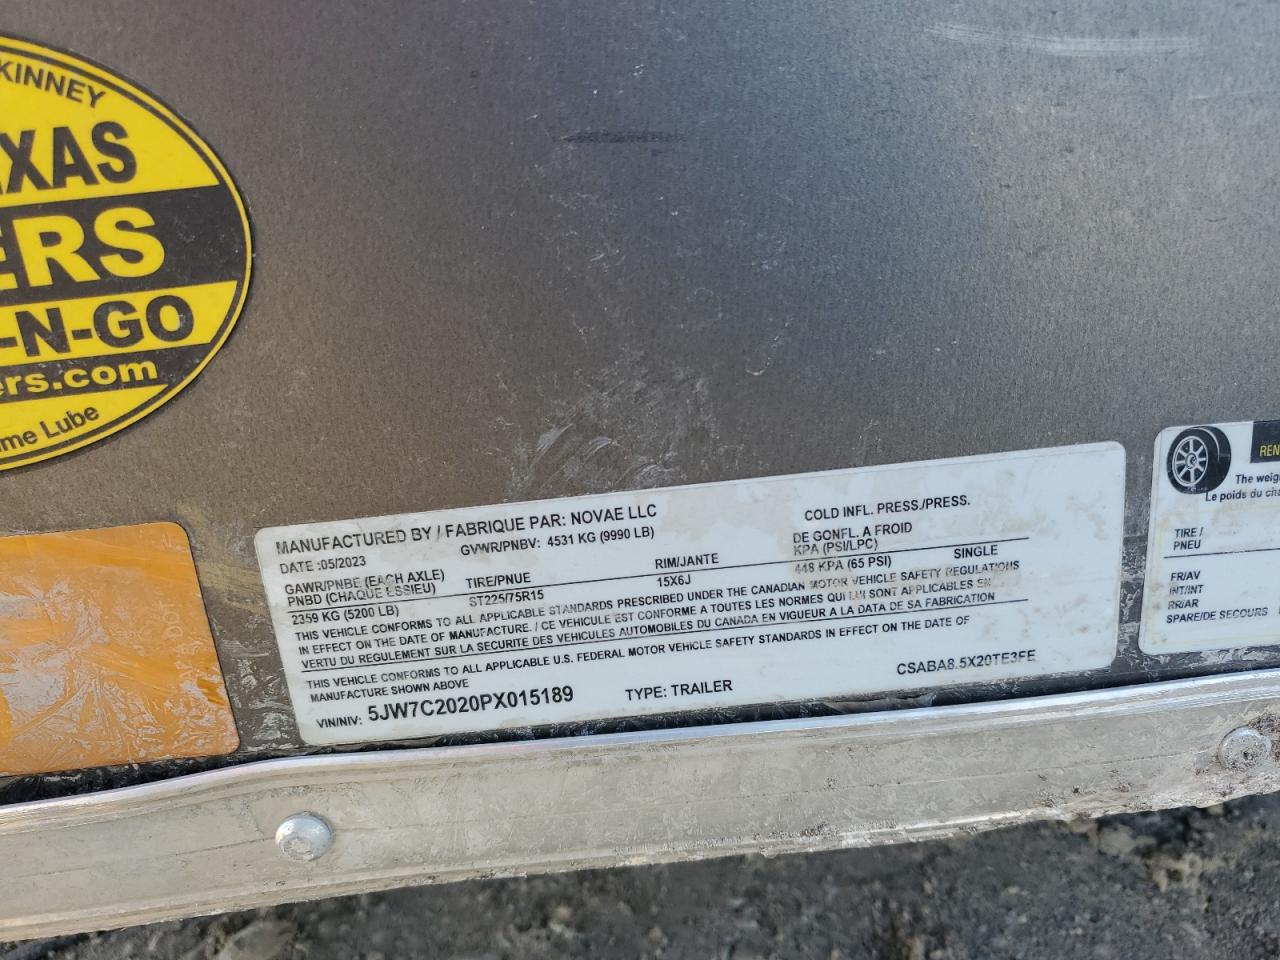 KINNEY
XAS
ERS
-N-GO
ers.com
me Lube
MANUFACTURED BY / FABRIQUE PAR: NOVAE LLC
DATE :05/2023
GVWR/PNBV: 4531 KG (9990 LB)
COLD INFL. PRESS./PRESS.
DE GONFL. A FROID
KPA (PSI/LPC)
GAWR/PNBE (EACH AXLE)
PNBD (CHAQUE ESSIEU)
TIRE/PNUE
RIM/JANTE
448 KPA (65 PSI)
SINGLE
2359 KG (5200 LB)
ST225/75R15
15X6J
THIS VEHICLE CONFORMS TO ALL APPLICABLE STANDARDS PRESCRIBED UNDER THE CANADIAN MOTOR VEHICLE SAFETY REGULATIONS
IN EFFECT ON THE DATE OF MANUFACTURE. / CE VEHICULE EST CONFORME A TOUTES LES NORMES QUI LUI SONT APPLICABLES EN
VERTU DU REGULEMENT SUR LA SECURITE DES VEHICULES AUTOMOBILES DU CANADA EN VIGUEUR A LA DATA DE SA FABRICATION
THIS VEHICLE CONFORMS TO ALL APPLICABLE U.S. FEDERAL MOTOR VEHICLE SAFETY STANDARDS IN EFFECT ON THE DATE OF
MANUFACTURE SHOWN ABOVE
VIN/NIV: 5JW7C2020PX015189
TYPE: TRAILER
CSABA8.5X20TE3FE
REN
The weig
Le poids du cha
TIRE /
PNEU
FR/AV
INT/INT
RR/AR
SPARE/DE SECOURS